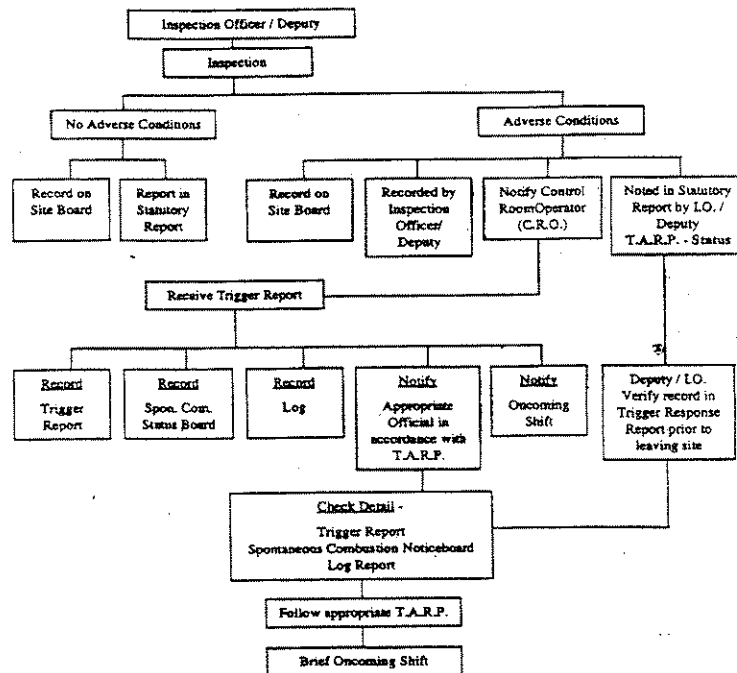 Inspection Officer / Deputy
Inspection
No Adverse Conditions
Adverse Conditions
Record on
Site Board
Report in
Statutory
Report
Record on
Site Board
Recorded by
Inspection
Officer/
Deputy
Notify Control
RoomOperator
(C.R.O.)
Noted in Statutory
Report by I.O. /
Deputy
T.A.R.P. - Status
Receive Trigger Report
Record
Trigger
Report
Record
Spon. Com.
Status Board
Record
Log
Notify
Appropriate
Official in
accordance with
T.A.R.P.
Notify
Oncoming
Shift
Deputy / I.O.
Verify record in
Trigger Response
Report prior to
leaving site
Check Detail -
Trigger Report
Spontaneous Combustion Noticeboard
Log Report
Follow appropriate T.A.R.P.
Brief Oncoming Shift